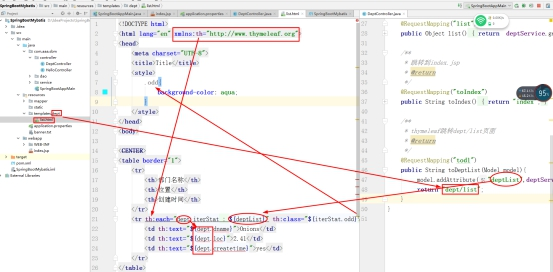 SpringBootMybatis
src
main
java
com.aaa.dev
controller
DeptController
HelloController
dao
service
SpringBootAppMain
resources
mapper
static
templates
dept
list.html
application.properties
banner.txt
webapp
WEB-INF
index.jsp
target
pom.xml
SpringBootMybatis.iml
External Libraries
<!DOCTYPE html>
<html lang="en" xmlns:th="http://www.thymeleaf.org">
<head>
<meta charset="UTF-8">
<title>Title</title>
<style>
.odd{
background-color: aqua;
}
</style>
</head>
<body>
<CENTER>
<table border="1">
<tr>
<th>部门名称</th>
<th>位置</th>
<th>创建时间</th>
</tr>
<tr th:each="dept,iterStat : ${deptList}" th:class="${iterStat.odd}
<td th:text="${dept.dname}">Onions</td>
<td th:text="${dept.loc}">2.41</td>
<td th:text="${dept.createtime}">yes</td>
</tr>
</table>
@RequestMapping("list")
public Object list() { return deptService.ge
/**
* 跳转到index.jsp
* @return
*/
@RequestMapping("toIndex")
public String toIndex() { return "index";
95
/**
* thymeleaf跳转dept/list页面
* @return
*/
@RequestMapping("todl")
public String toDeptList(Model model){
model.addAttribute("deptList",deptServ
return "dept/list";
}
}